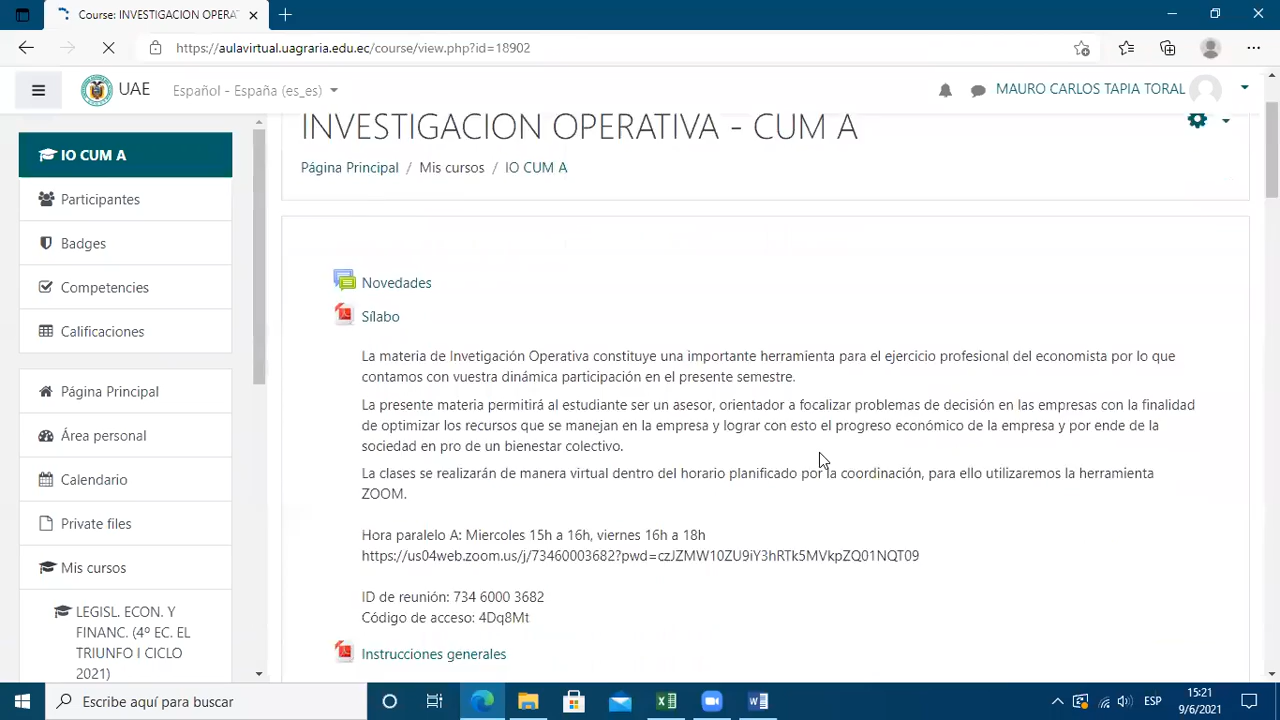 Course: INVESTIGACIÓN OPERAT
https://aulavirtual.uagraria.edu.ec/course/view.php?id=18902
UAE
Español - España (es_es)
MAURO CARLOS TAPIA TORAL
IO CUM A
Participantes
Badges
Competencies
Calificaciones
Página Principal
Área personal
Calendario
Private files
Mis cursos
LEGISL. ECON. Y
FINANC. (4º EC. EL
TRIUNFO I CICLO
2021)
INVESTIGACIÓN OPERATIVA - CUM A
Página Principal / Mis cursos / IO CUM A
Novedades
Sílabo
La materia de Invetigación Operativa constituye una importante herramienta para el ejercicio profesional del economista por lo que
contamos con vuestra dinámica participación en el presente semestre.
La presente materia permitirá al estudiante ser un asesor, orientador a focalizar problemas de decisión en las empresas con la finalidad
de optimizar los recursos que se manejan en la empresa y lograr con esto el progreso económico de la empresa y por ende de la
sociedad en pro de un bienestar colectivo.
La clases se realizarán de manera virtual dentro del horario planificado por la coordinación, para ello utilizaremos la herramienta
ZOOM.
Hora paralelo A: Miercoles 15h a 16h, viernes 16h a 18h
https://us04web.zoom.us/j/73460003682?pwd=czJZMW10ZU9iY3hRTk5MVkpZQ01NQT09
ID de reunión: 734 6000 3682
Código de acceso: 4Dq8Mt
Instrucciones generales
Escribe aquí para buscar
ESP
15:21
9/6/2021